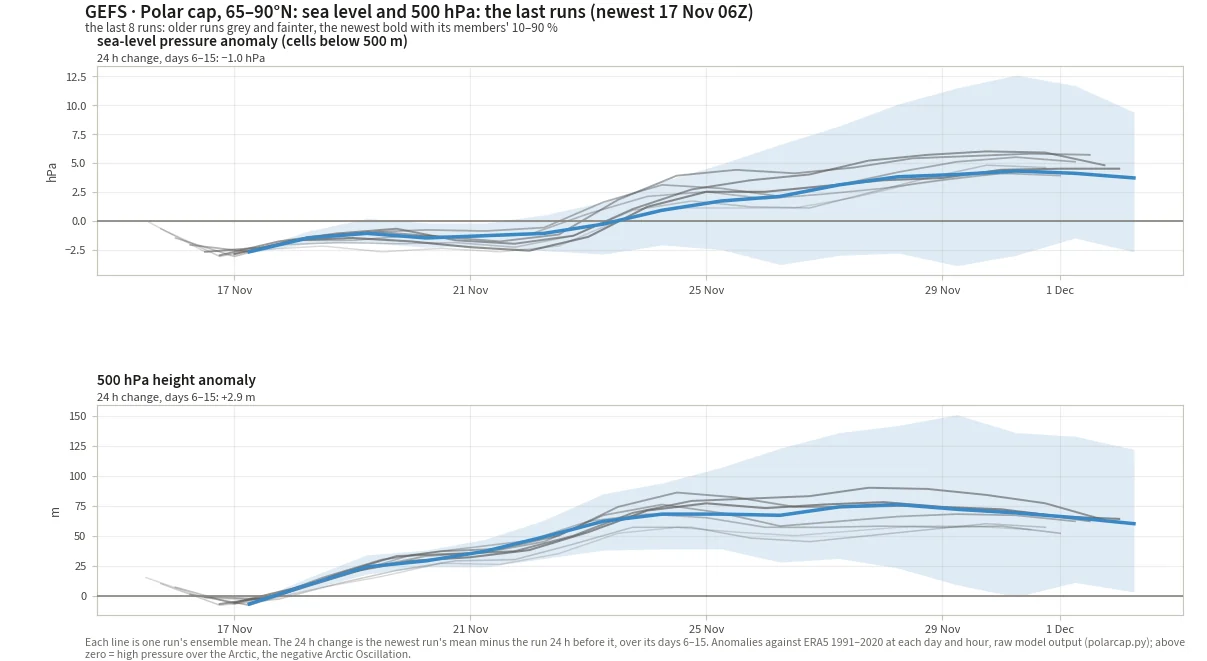 GEFS · Polar cap, 65–90°N: sea level and 500 hPa: the last runs (newest 17 Nov 06Z)
the last 8 runs: older runs grey and fainter, the newest bold with its members' 10–90 %
sea-level pressure anomaly (cells below 500 m)
24 h change, days 6–15: −1.0 hPa
12.5
10.0
7.5
5.0
2.5
0.0
−2.5
hPa
17 Nov
21 Nov
25 Nov
29 Nov
1 Dec
500 hPa height anomaly
24 h change, days 6–15: +2.9 m
150
125
100
75
50
25
0
m
17 Nov
21 Nov
25 Nov
29 Nov
1 Dec
Each line is one run's ensemble mean. The 24 h change is the newest run's mean minus the run 24 h before it, over its days 6–15. Anomalies against ERA5 1991–2020 at each day and hour, raw model output (polarcap.py); above
zero = high pressure over the Arctic, the negative Arctic Oscillation.